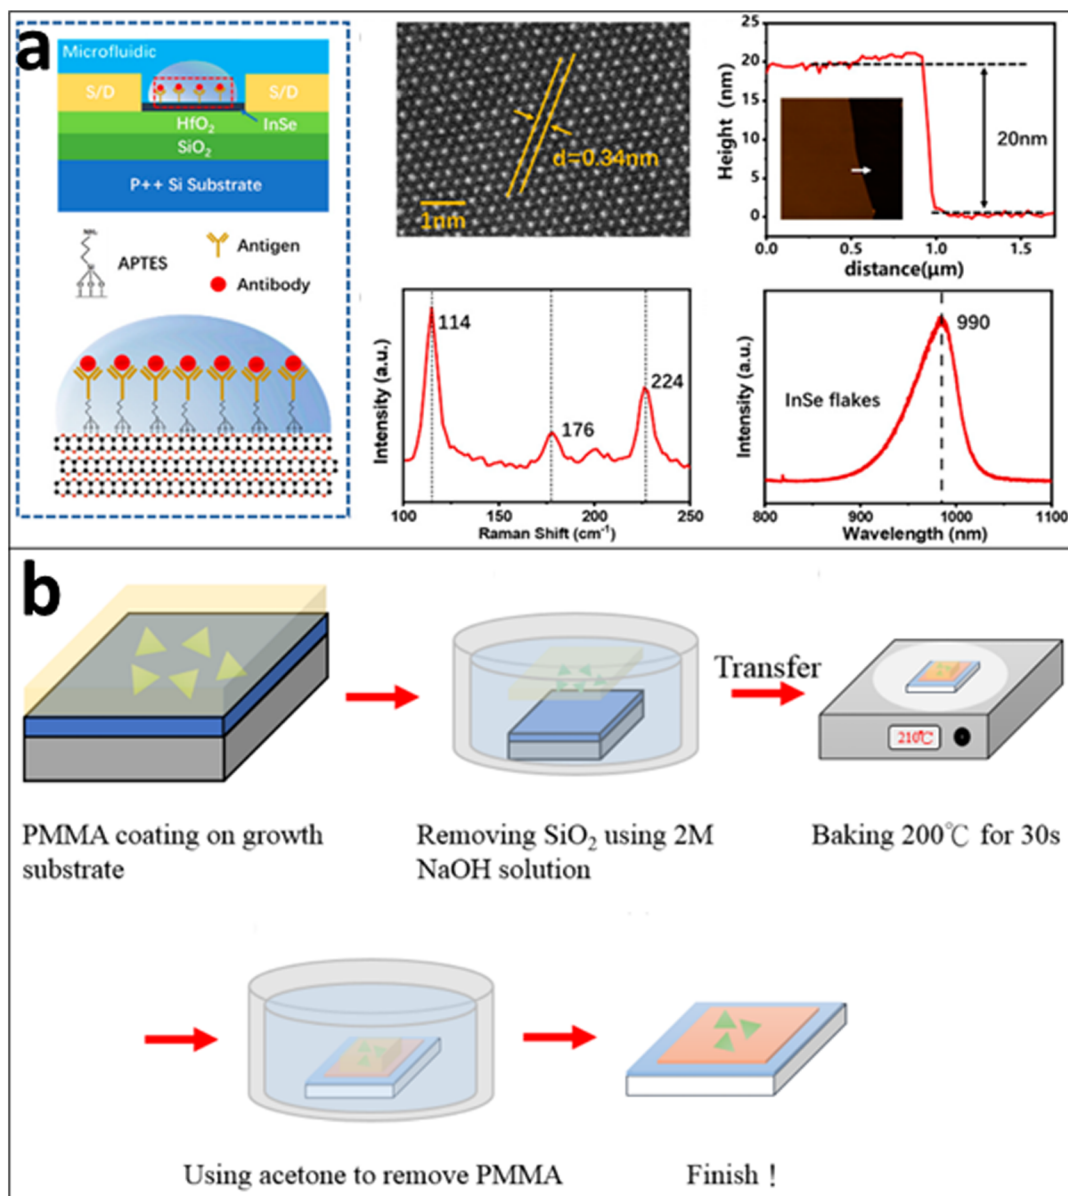 a
Microfluidic
S/D
S/D
HfO₂
InSe
SiO₂
P++ Si Substrate
NH₂
Si
APTES
Antigen
Antibody
d=0.34nm
1nm
Height (nm)
25
20
15
10
5
0
20nm
0.0
0.5
1.0
1.5
distance(μm)
Intensity (a.u.)
114
176
224
100
150
200
250
Raman Shift (cm⁻¹)
Intensity (a.u.)
990
InSe flakes
800
900
1000
1100
Wavelength (nm)
b
Transfer
210℃
PMMA coating on growth
substrate
Removing SiO₂ using 2M
NaOH solution
Baking 200℃ for 30s
Using acetone to remove PMMA
Finish !